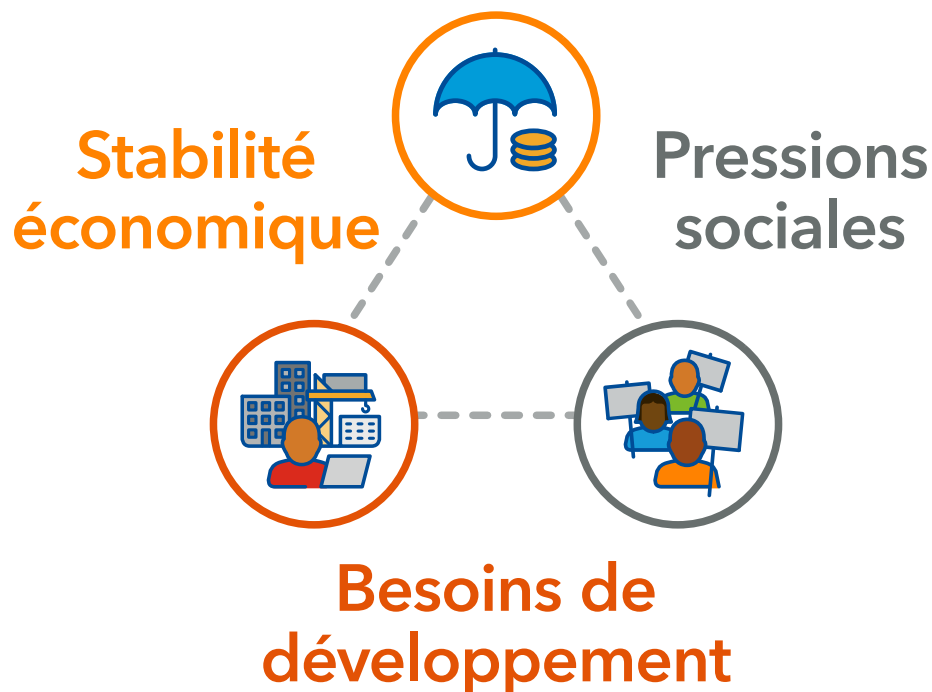 Stabilité
économique
Pressions
sociales
Besoins de
développement